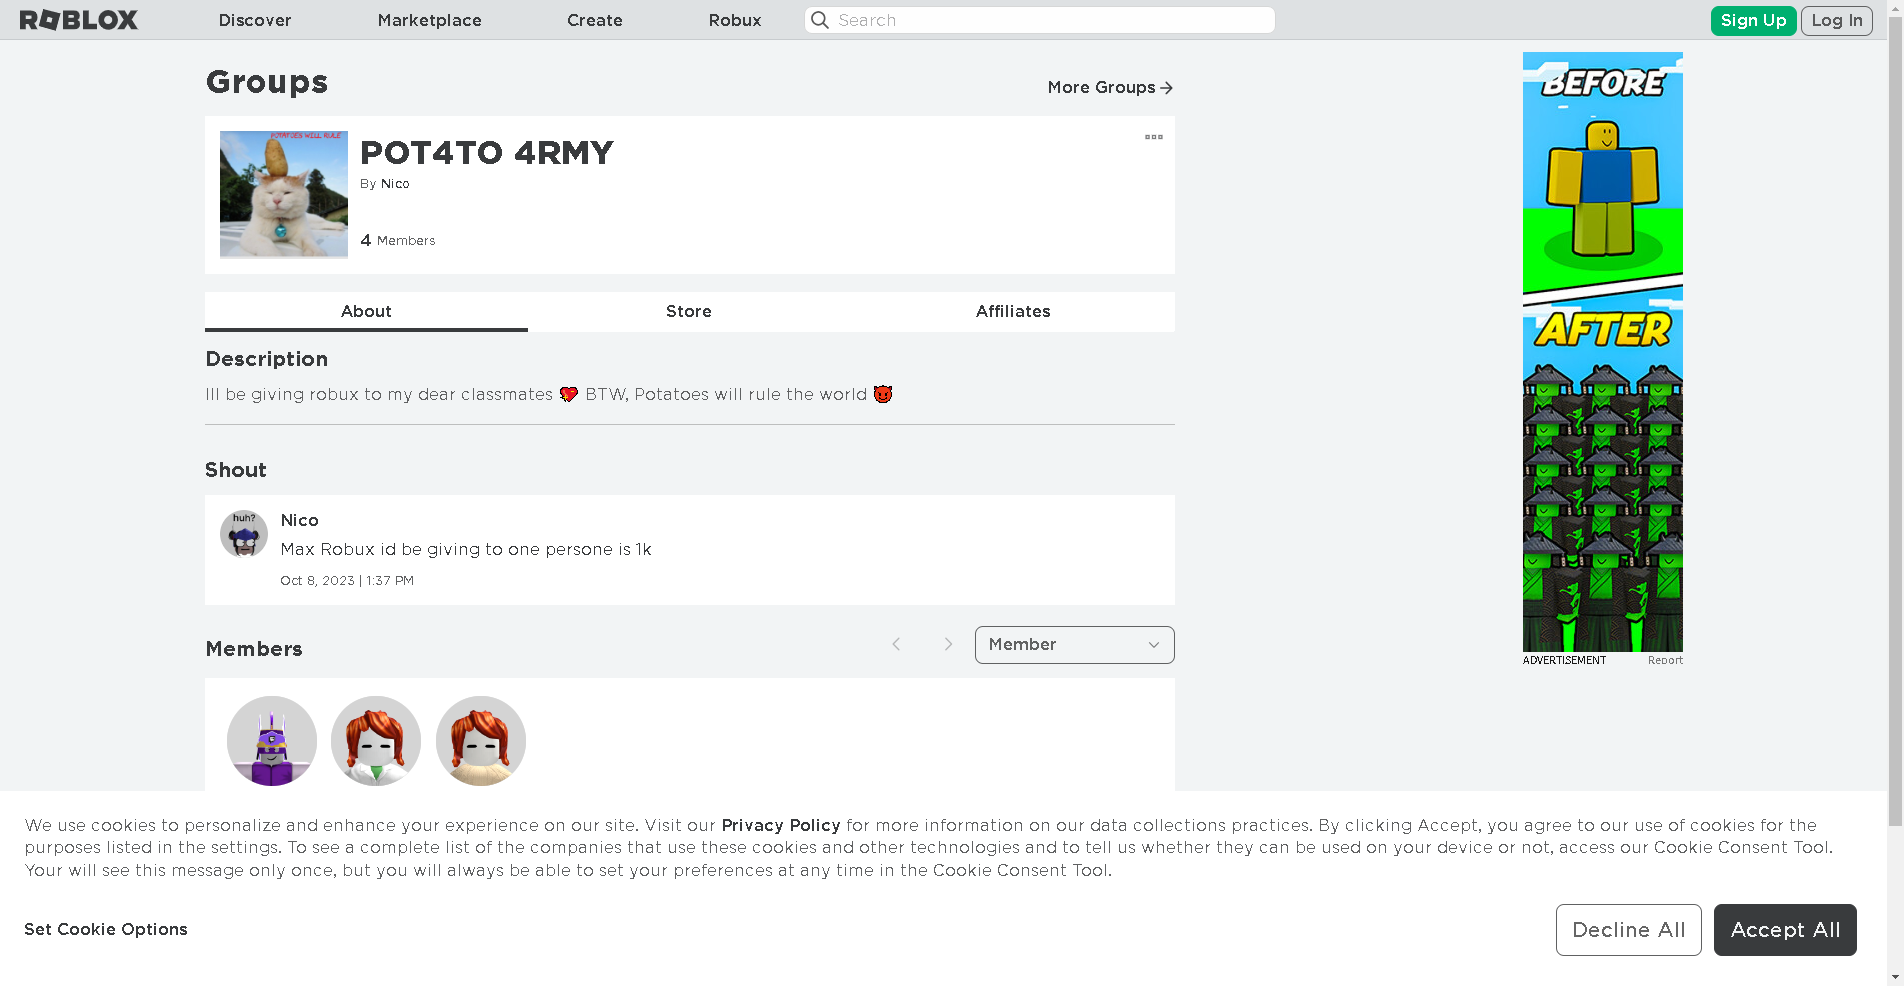 ROBLOX
Discover
Marketplace
Create
Robux
Search
Sign Up
Log In
Groups
More Groups
POTATOES WILL RULE
POT4TO 4RMY
By Nico
4 Members
About
Store
Affiliates
Description
Ill be giving robux to my dear classmates 💖 BTW, Potatoes will rule the world 😈
Shout
huh?
Nico
Max Robux id be giving to one persone is 1k
Oct 8, 2023 | 1:37 PM
Members
Member
BEFORE
AFTER
ADVERTISEMENT
Report
We use cookies to personalize and enhance your experience on our site. Visit our Privacy Policy for more information on our data collections practices. By clicking Accept, you agree to our use of cookies for the
purposes listed in the settings. To see a complete list of the companies that use these cookies and other technologies and to tell us whether they can be used on your device or not, access our Cookie Consent Tool.
Your will see this message only once, but you will always be able to set your preferences at any time in the Cookie Consent Tool.
Set Cookie Options
Decline All
Accept All